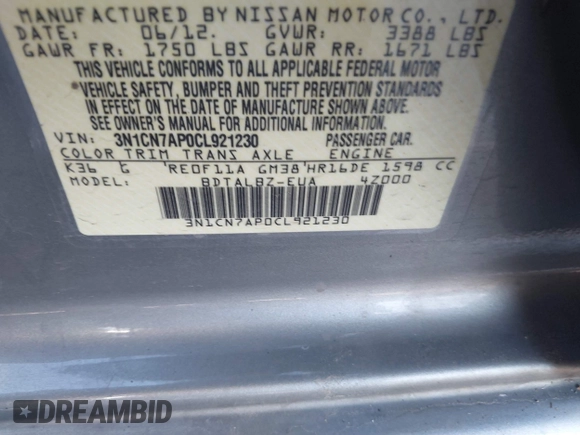 MANUFACTURED BY NISSAN MOTOR CO., LTD.
DATE: 06/12. GVWR: 3388 LBS
GAWR FR: 1750 LBS GAWR RR: 1671 LBS
THIS VEHICLE CONFORMS TO ALL APPLICABLE FEDERAL MOTOR
*VEHICLE SAFETY, BUMPER AND THEFT PREVENTION STANDARDS
IN EFFECT ON THE DATE OF MANUFACTURE SHOWN ABOVE.
SEE OWNER'S MANUAL FOR ADDITIONAL INFORMATION.
VIN: 3N1CN7AP0CL921230 PASSENGER CAR.
COLOR TRIM TRANS AXLE ENGINE
K36 G 'RE0F11A GM38'HR16DE 1598 CC
MODEL: BDTALBZ-EUA 4Z000
3N1CN7AP0CL921230
DREAMBID